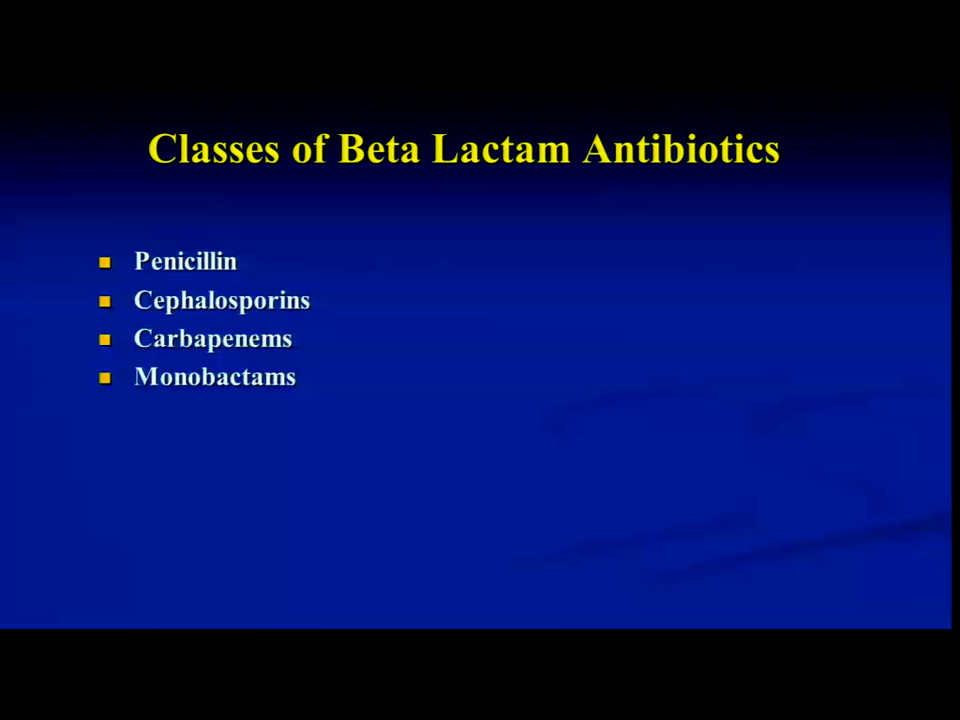 Classes of Beta Lactam Antibiotics
Penicillin
Cephalosporins
Carbapenems
Monobactams